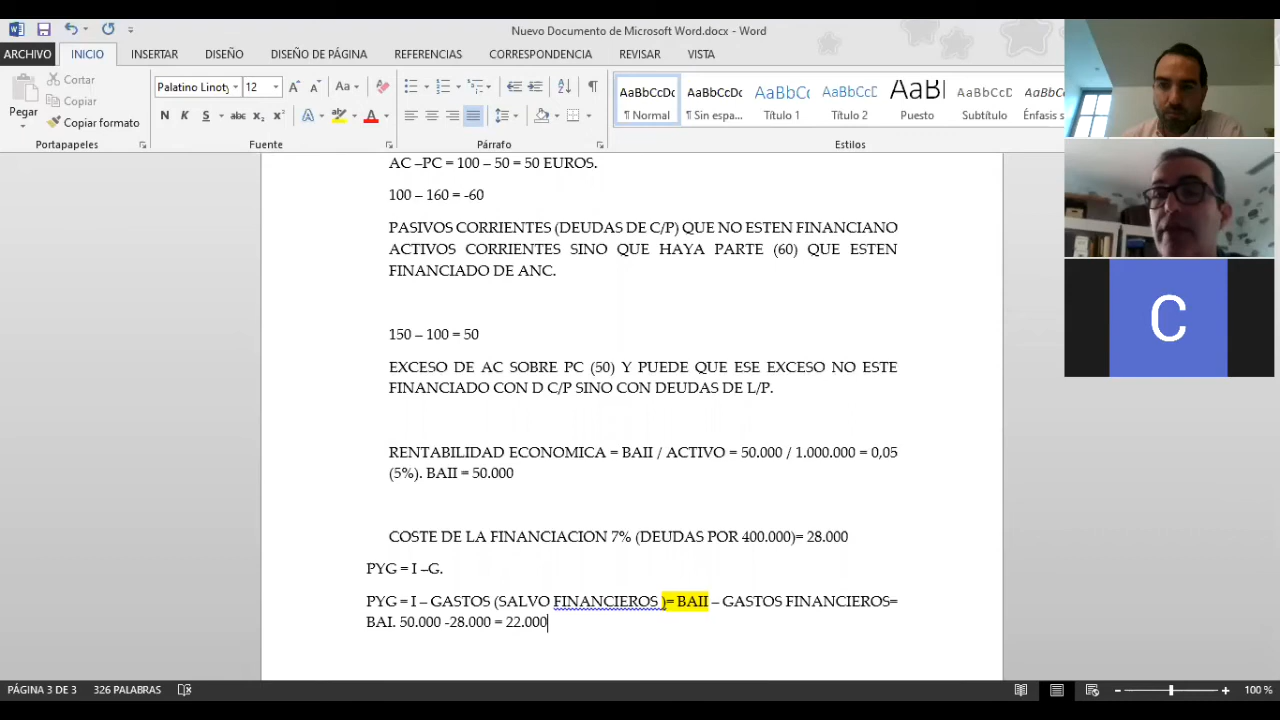 Nuevo Documento de Microsoft Word.docx - Word
ARCHIVO INICIO INSERTAR DISEÑO DISEÑO DE PÁGINA REFERENCIAS CORRESPONDENCIA REVISAR VISTA
Cortar
Copiar
Copiar formato
Pegar
Palatino Linoty 12
N K S abc x₂ x² A A
AaBbCcDc AaBbCcDc AaBbCc AaBbCcD AaBl AaBbCcD AaBbCcDc
¶ Normal ¶ Sin espa... Título 1 Título 2 Puesto Subtítulo Énfasis s
Portapapeles Fuente Párrafo Estilos
AC –PC = 100 – 50 = 50 EUROS.
100 – 160 = -60
PASIVOS CORRIENTES (DEUDAS DE C/P) QUE NO ESTEN FINANCIANO
ACTIVOS CORRIENTES SINO QUE HAYA PARTE (60) QUE ESTEN
FINANCIADO DE ANC.
150 – 100 = 50
EXCESO DE AC SOBRE PC (50) Y PUEDE QUE ESE EXCESO NO ESTE
FINANCIADO CON D C/P SINO CON DEUDAS DE L/P.
RENTABILIDAD ECONOMICA = BAII / ACTIVO = 50.000 / 1.000.000 = 0,05
(5%). BAII = 50.000
COSTE DE LA FINANCIACION 7% (DEUDAS POR 400.000)= 28.000
PYG = I –G.
PYG = I – GASTOS (SALVO FINANCIEROS )= BAII – GASTOS FINANCIEROS=
BAI. 50.000 -28.000 = 22.000
C
PÁGINA 3 DE 3 326 PALABRAS 100 %